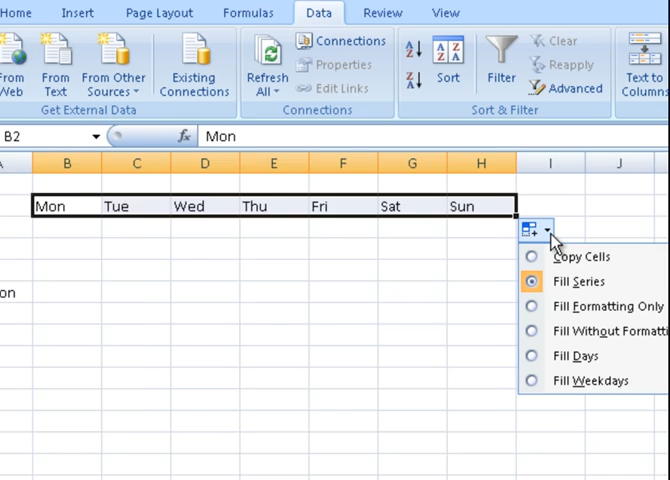 Home Insert Page Layout Formulas Data Review View
From Web
From Text
From Other Sources
Existing Connections
Get External Data
Refresh All
Connections
Properties
Edit Links
Connections
A Z
Z A
Sort
Filter
Clear
Reapply
Advanced
Sort & Filter
Text to Columns
B2 fx Mon
A B C D E F G H I J
Mon Tue Wed Thu Fri Sat Sun
on
Copy Cells
Fill Series
Fill Formatting Only
Fill Without Formatti
Fill Days
Fill Weekdays